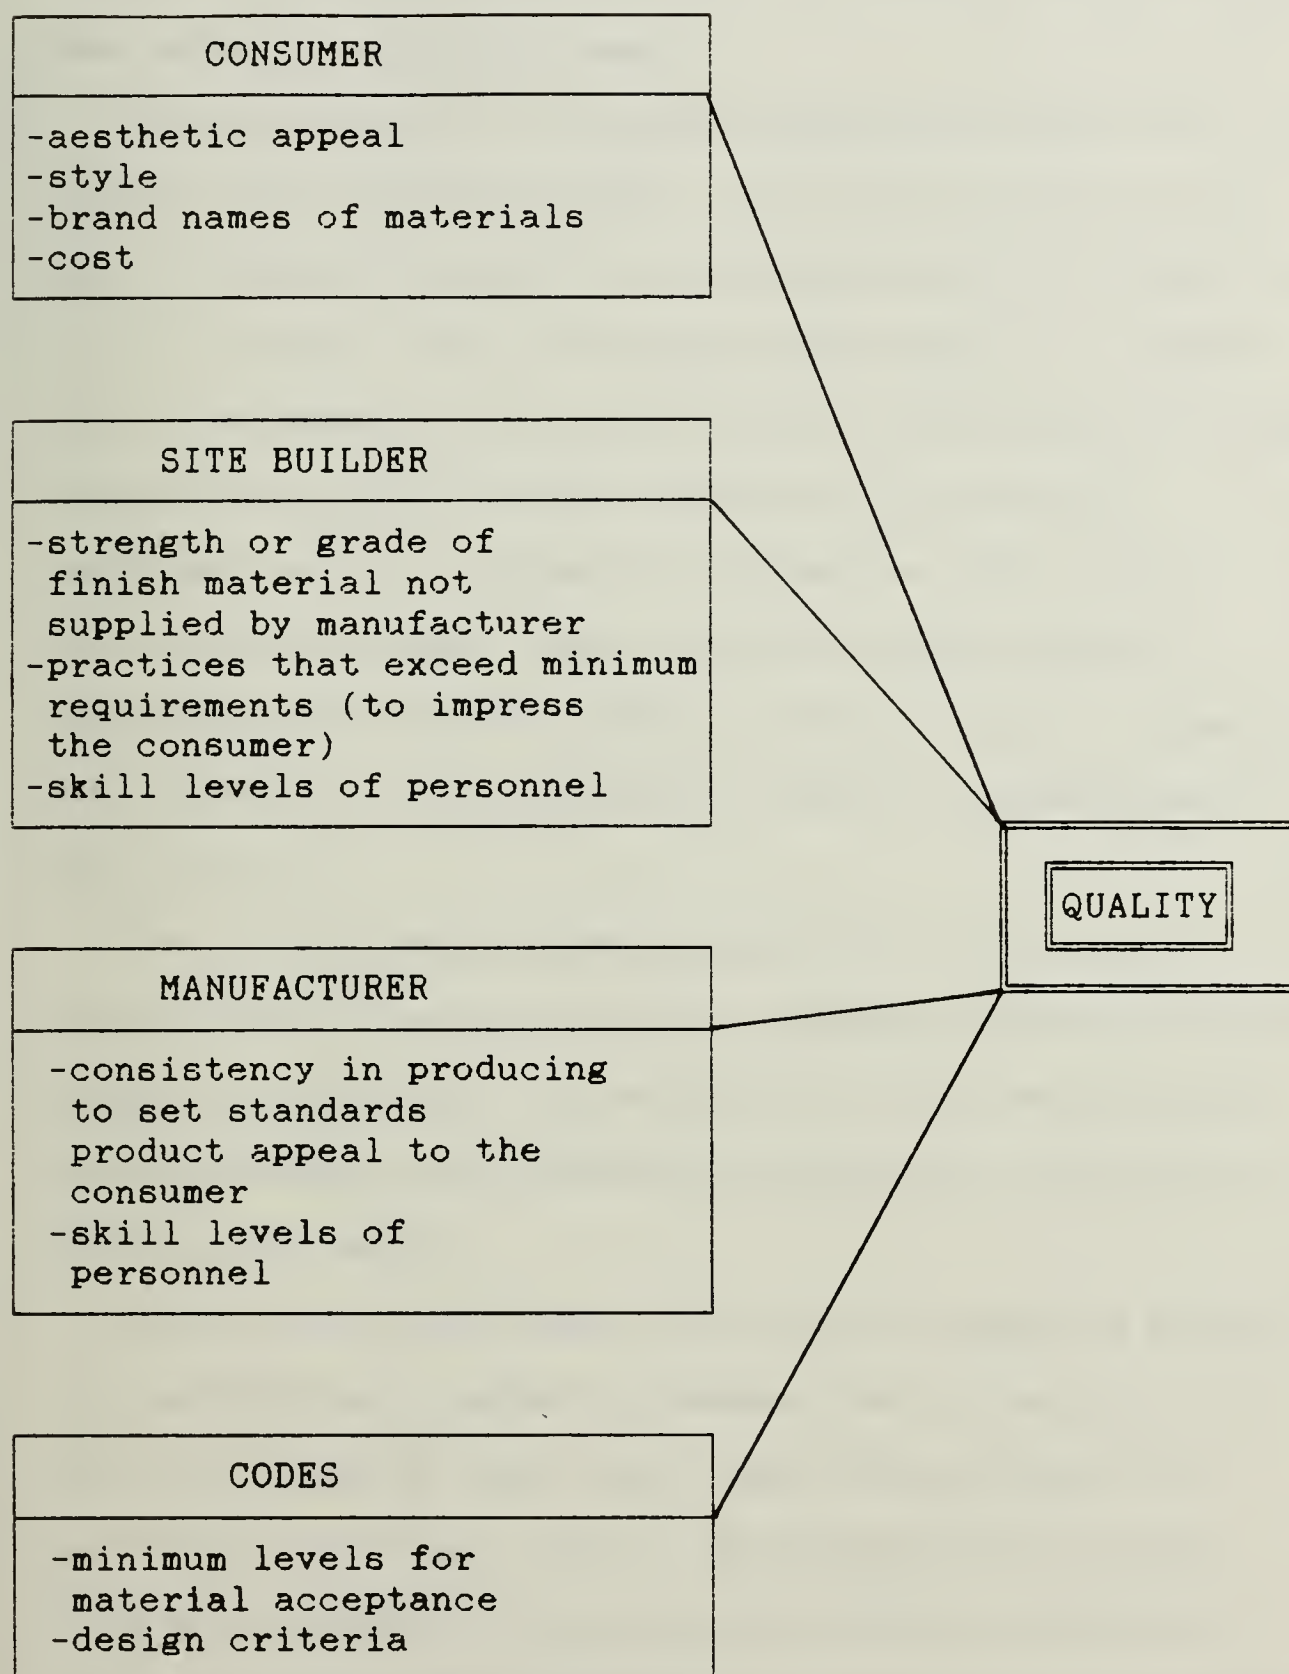 CONSUMER
-aesthetic appeal
-style
-brand names of materials
-cost
SITE BUILDER
-strength or grade of
finish material not
supplied by manufacturer
-practices that exceed minimum
requirements (to impress
the consumer)
-skill levels of personnel
QUALITY
MANUFACTURER
-consistency in producing
to set standards
product appeal to the
consumer
-skill levels of
personnel
CODES
-minimum levels for
material acceptance
-design criteria